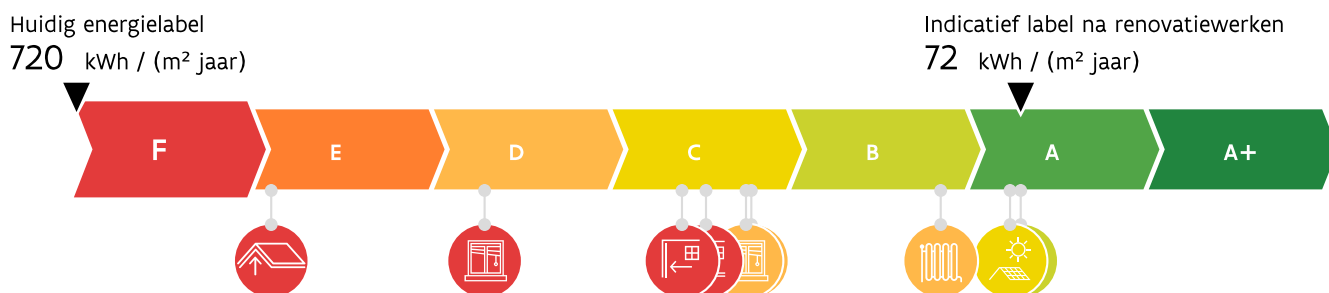 Huidig energielabel
720 kWh / (m² jaar)
Indicatief label na renovatiewerken
72 kWh / (m² jaar)
F E D C B A A+